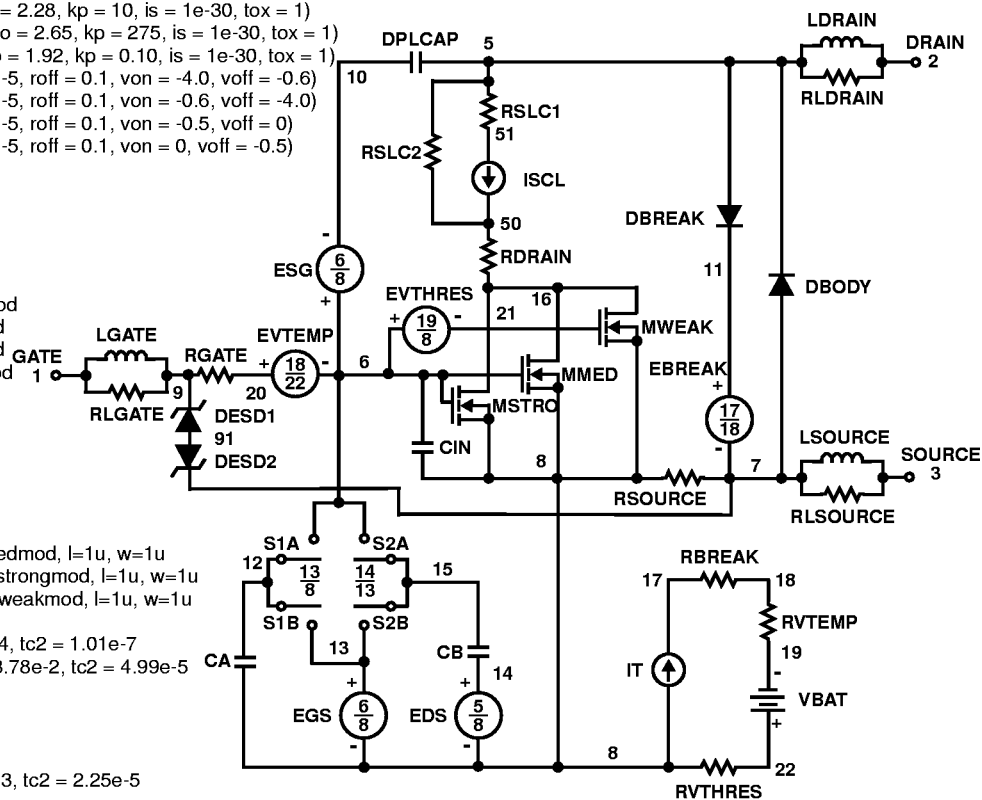 = 2.28, kp = 10, is = 1e-30, tox = 1)
o = 2.65, kp = 275, is = 1e-30, tox = 1)
= 1.92, kp = 0.10, is = 1e-30, tox = 1)
-5, roff = 0.1, von = -4.0, voff = -0.6)
-5, roff = 0.1, von = -0.6, voff = -4.0)
-5, roff = 0.1, von = -0.5, voff = 0)
-5, roff = 0.1, von = 0, voff = -0.5)
DPLCAP
5
10
LDRAIN
DRAIN
2
RLDRAIN
RSLC1
51
RSLC2
ISCL
50
DBREAK
RDRAIN
11
-
ESG
6
8
+
DBODY
EVTHRES
16
21
+
19
8
-
MWEAK
od
d
d
od
LGATE
GATE
1
RGATE
EVTEMP
+
18
22
-
6
20
9
RLGATE
MMED
EBREAK
+
17
18
-
MSTRO
DESD1
91
DESD2
CIN
8
7
LSOURCE
SOURCE
3
RSOURCE
RLSOURCE
edmod, l=1u, w=1u
strongmod, l=1u, w=1u
weakmod, l=1u, w=1u
4, tc2 = 1.01e-7
3.78e-2, tc2 = 4.99e-5
3, tc2 = 2.25e-5
S1A
S2A
12
13
8
14
13
15
S1B
S2B
13
CA
CB
14
+
EGS
6
8
-
+
EDS
5
8
-
8
RBREAK
17
18
RVTEMP
19
IT
-
VBAT
+
22
RVTHRES